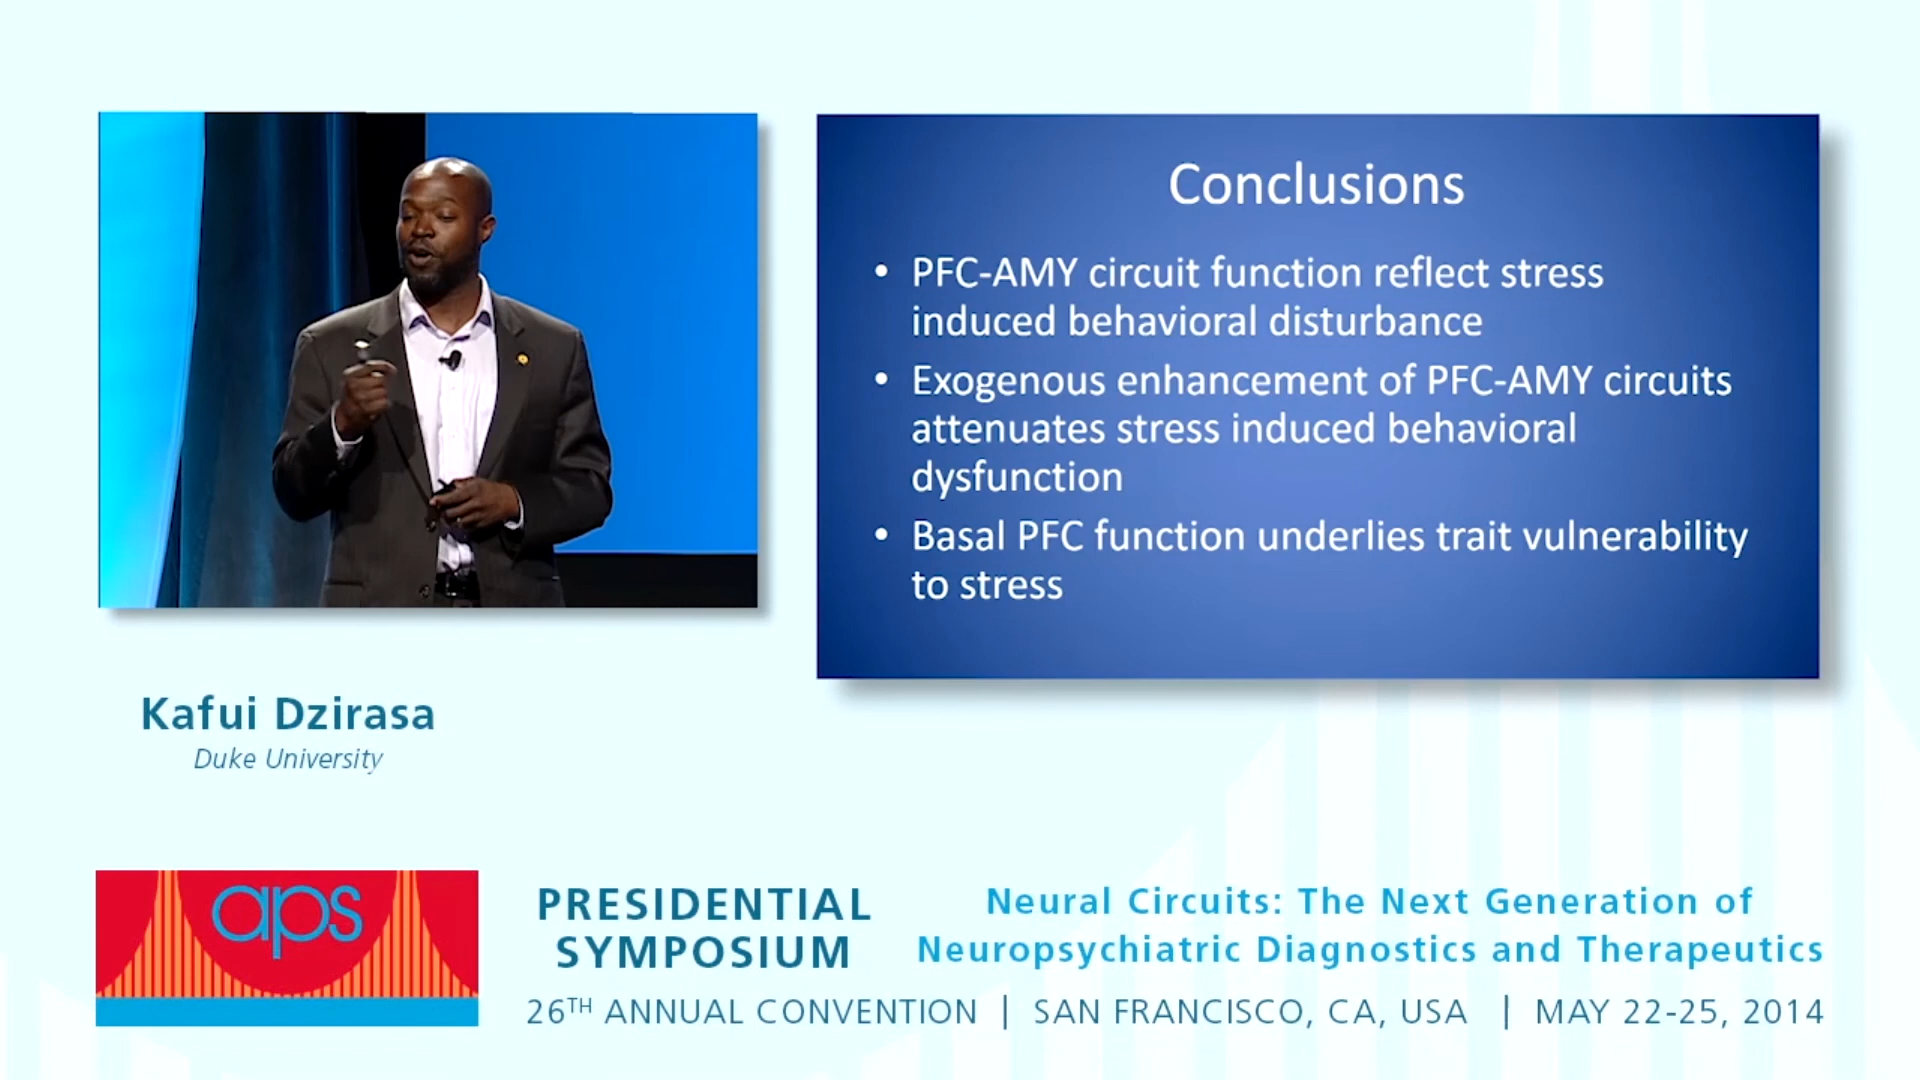 Conclusions
• PFC-AMY circuit function reflect stress
induced behavioral disturbance
• Exogenous enhancement of PFC-AMY circuits
attenuates stress induced behavioral
dysfunction
• Basal PFC function underlies trait vulnerability
to stress
Kafui Dzirasa
Duke University
aps
PRESIDENTIAL
SYMPOSIUM
Neural Circuits: The Next Generation of
Neuropsychiatric Diagnostics and Therapeutics
26TH ANNUAL CONVENTION | SAN FRANCISCO, CA, USA | MAY 22-25, 2014